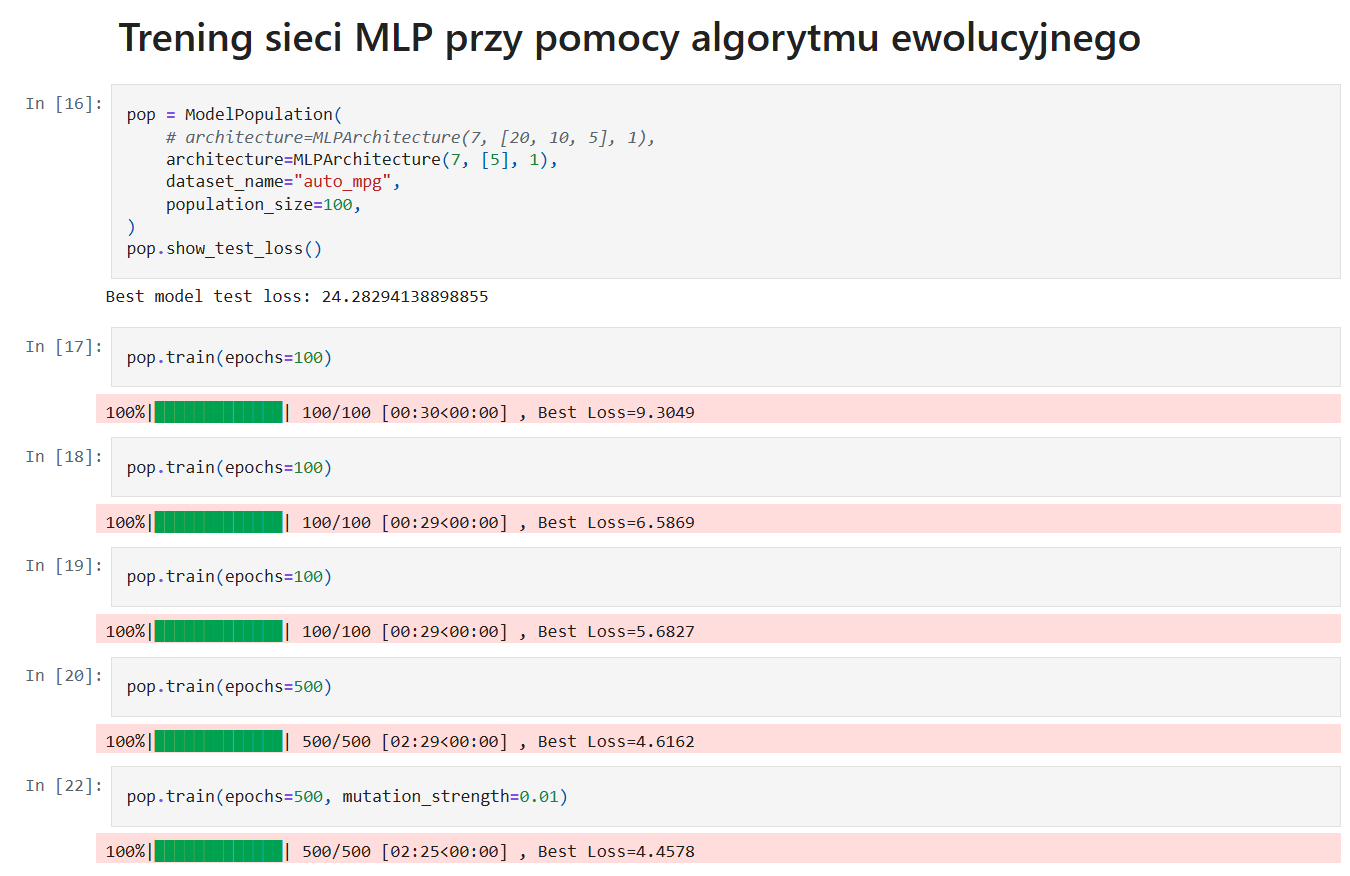 Trening sieci MLP przy pomocy algorytmu ewolucyjnego
In [16]:
pop = ModelPopulation(
    # architecture=MLPArchitecture(7, [20, 10, 5], 1),
    architecture=MLPArchitecture(7, [5], 1),
    dataset_name="auto_mpg",
    population_size=100,
)
pop.show_test_loss()
Best model test loss: 24.28294138898855
In [17]:
pop.train(epochs=100)
100%|█████████████| 100/100 [00:30<00:00] , Best Loss=9.3049
In [18]:
pop.train(epochs=100)
100%|█████████████| 100/100 [00:29<00:00] , Best Loss=6.5869
In [19]:
pop.train(epochs=100)
100%|█████████████| 100/100 [00:29<00:00] , Best Loss=5.6827
In [20]:
pop.train(epochs=500)
100%|█████████████| 500/500 [02:29<00:00] , Best Loss=4.6162
In [22]:
pop.train(epochs=500, mutation_strength=0.01)
100%|█████████████| 500/500 [02:25<00:00] , Best Loss=4.4578